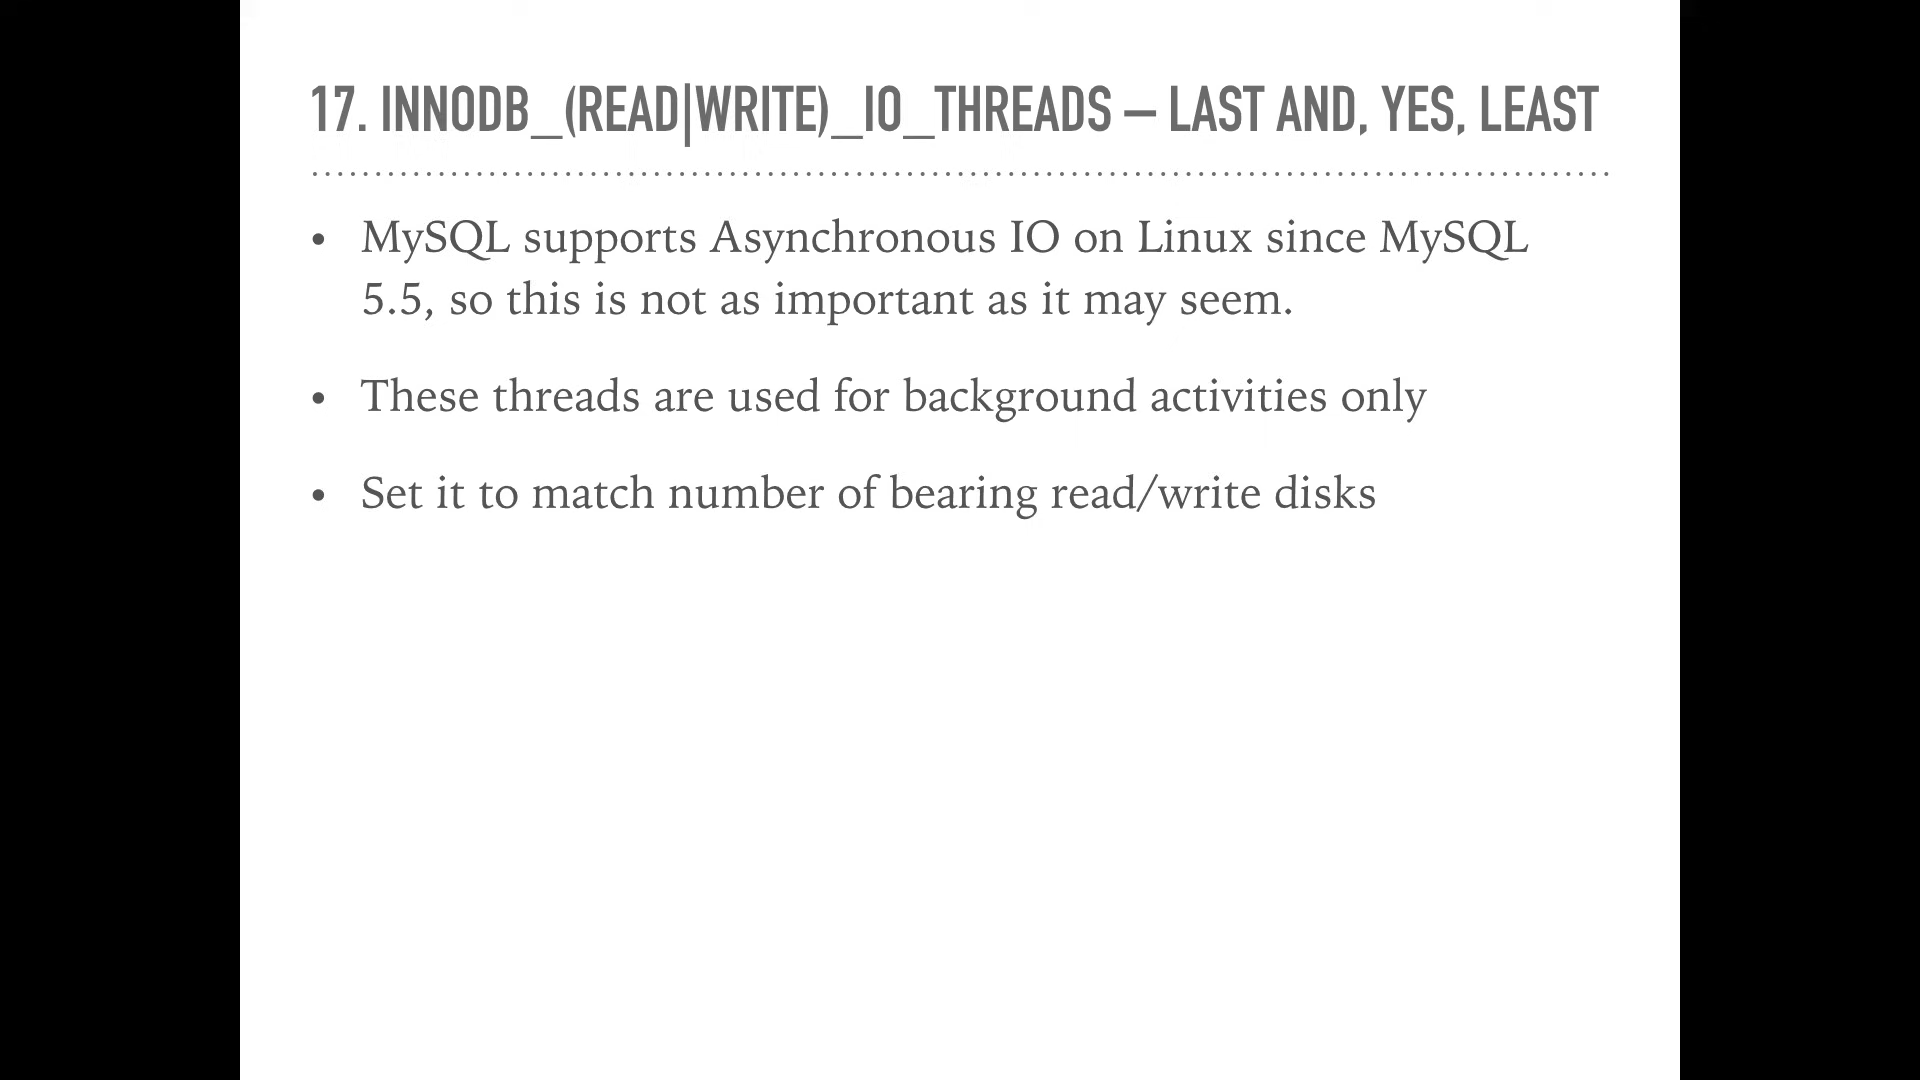 17. INNODB_(READ|WRITE)_IO_THREADS – LAST AND, YES, LEAST
• MySQL supports Asynchronous IO on Linux since MySQL
5.5, so this is not as important as it may seem.
• These threads are used for background activities only
• Set it to match number of bearing read/write disks